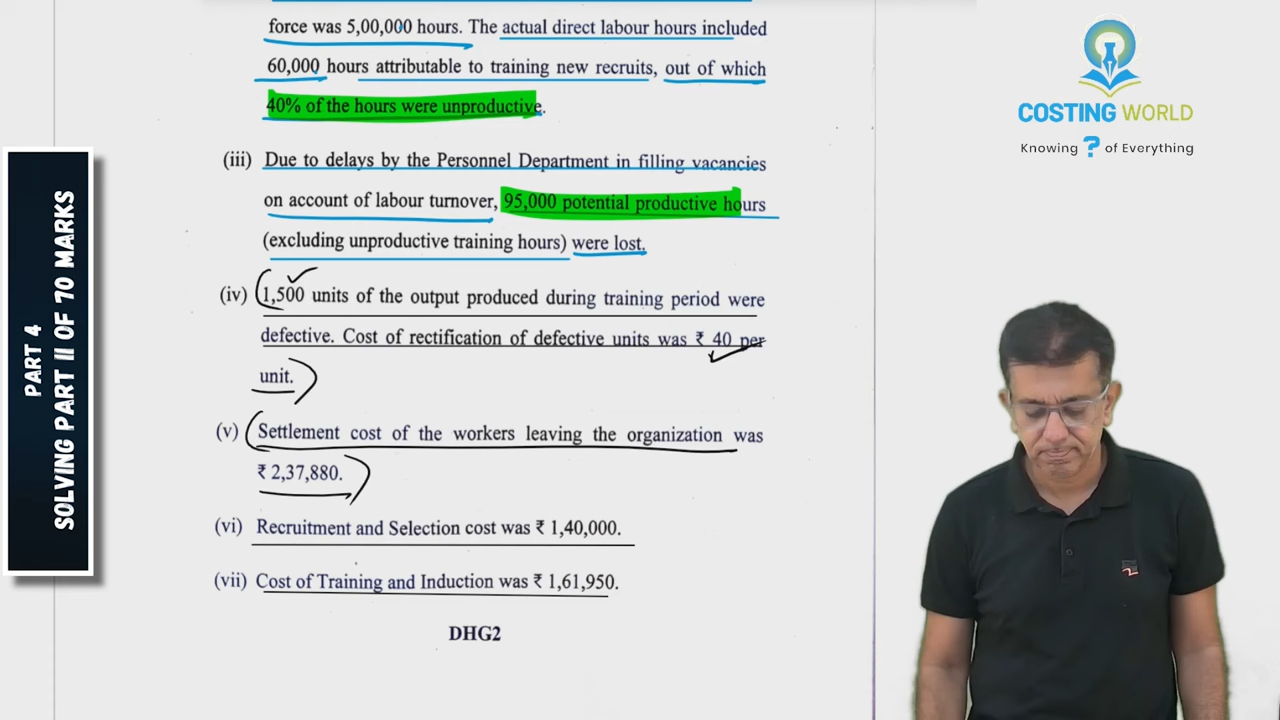 force was 5,00,000 hours. The actual direct labour hours included
60,000 hours attributable to training new recruits, out of which
40% of the hours were unproductive.
(iii) Due to delays by the Personnel Department in filling vacancies
on account of labour turnover, 95,000 potential productive hours
(excluding unproductive training hours) were lost.
(iv) 1,500 units of the output produced during training period were
defective. Cost of rectification of defective units was ₹ 40 per
unit.
(v) Settlement cost of the workers leaving the organization was
₹ 2,37,880.
(vi) Recruitment and Selection cost was ₹ 1,40,000.
(vii) Cost of Training and Induction was ₹ 1,61,950.
DHG2
PART 4
SOLVING PART II OF 70 MARKS
COSTING WORLD
Knowing ? of Everything